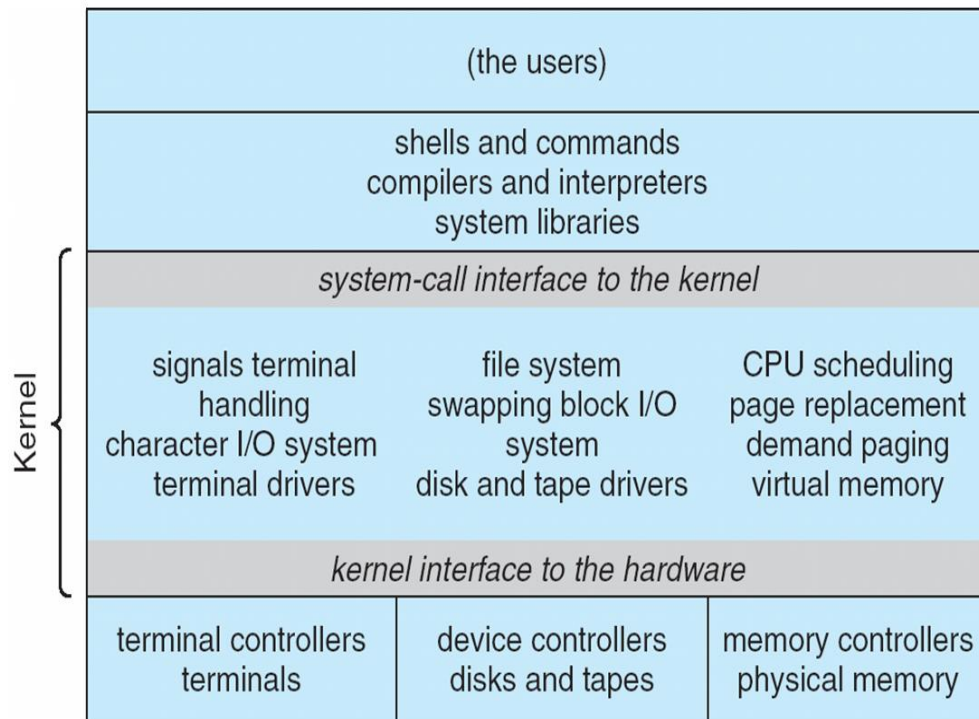 (the users)
shells and commands
compilers and interpreters
system libraries
Kernel
system-call interface to the kernel
signals terminal
handling
character I/O system
terminal drivers
file system
swapping block I/O
system
disk and tape drivers
CPU scheduling
page replacement
demand paging
virtual memory
kernel interface to the hardware
terminal controllers
terminals
device controllers
disks and tapes
memory controllers
physical memory